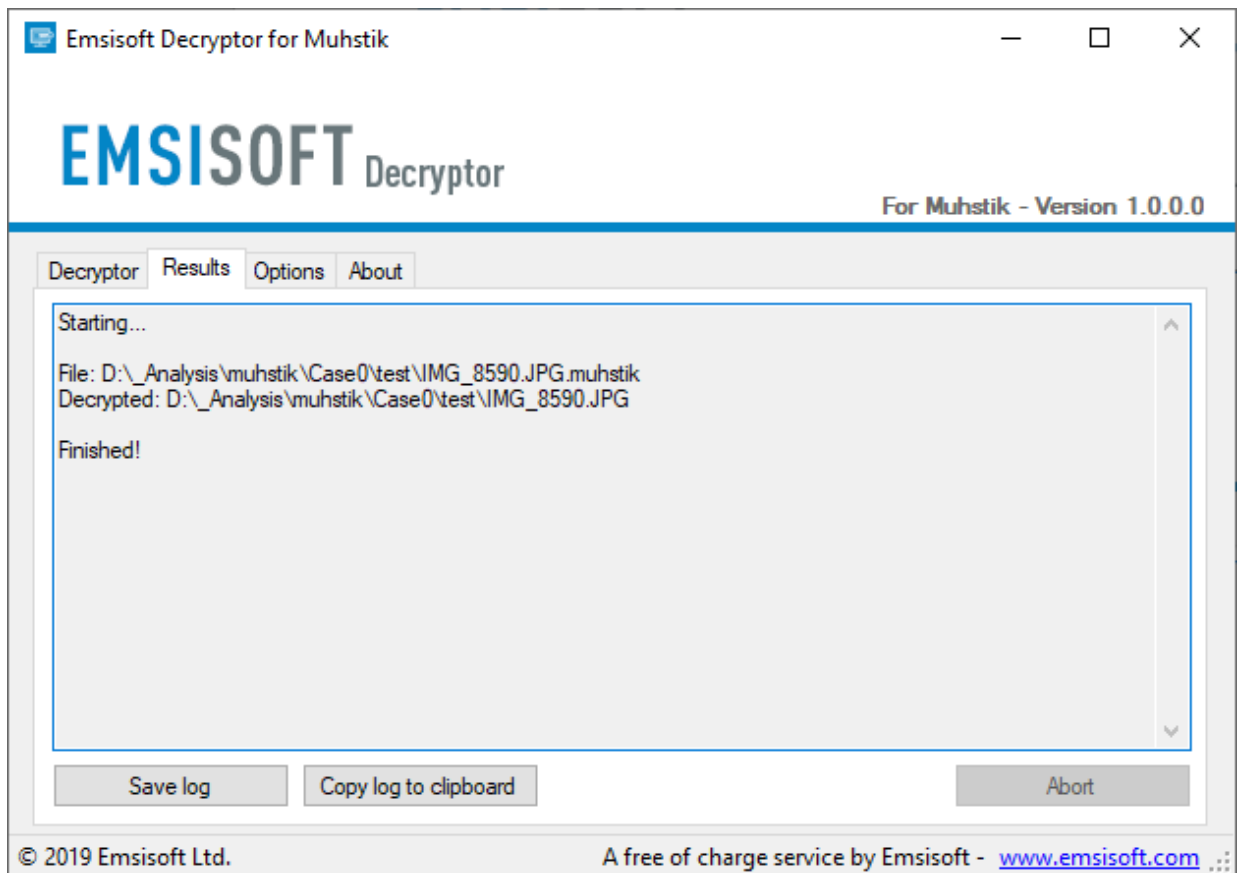 Emsisoft Decryptor for Muhstik
EMSISOFT Decryptor
For Muhstik - Version 1.0.0.0
Decryptor Results Options About
Starting...
File: D:\_Analysis\muhstik\Case0\test\IMG_8590.JPG.muhstik
Decrypted: D:\_Analysis\muhstik\Case0\test\IMG_8590.JPG
Finished!
Save log Copy log to clipboard Abort
© 2019 Emsisoft Ltd. A free of charge service by Emsisoft - www.emsisoft.com